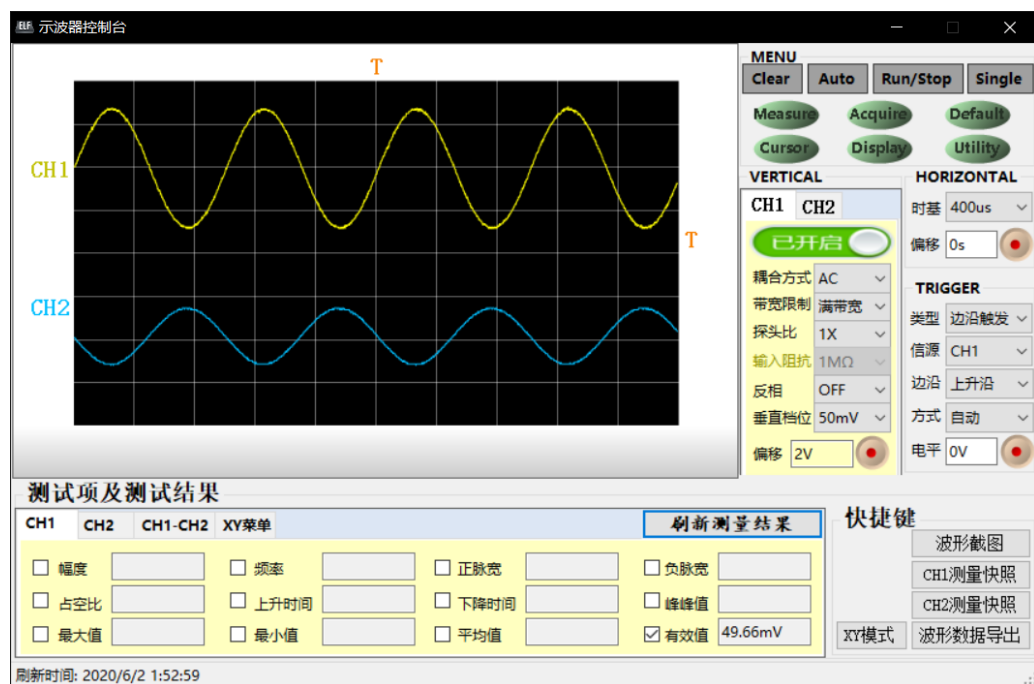 ELF 示波器控制台
T
CH1
T
CH2
MENU
Clear Auto Run/Stop Single
Measure Acquire Default
Cursor Display Utility
VERTICAL
CH1 CH2
已开启
耦合方式 AC
带宽限制 满带宽
探头比 1X
输入阻抗 1MΩ
反相 OFF
垂直档位 50mV
偏移 2V
HORIZONTAL
时基 400us
偏移 0s
TRIGGER
类型 边沿触发
信源 CH1
边沿 上升沿
方式 自动
电平 0V
测试项及测试结果
CH1 CH2 CH1-CH2 XY菜单 刷新测量结果
幅度 频率 正脉宽 负脉宽
占空比 上升时间 下降时间 峰峰值
最大值 最小值 平均值 有效值 49.66mV
快捷键
波形截图
CH1测量快照
CH2测量快照
XY模式 波形数据导出
刷新时间: 2020/6/2 1:52:59